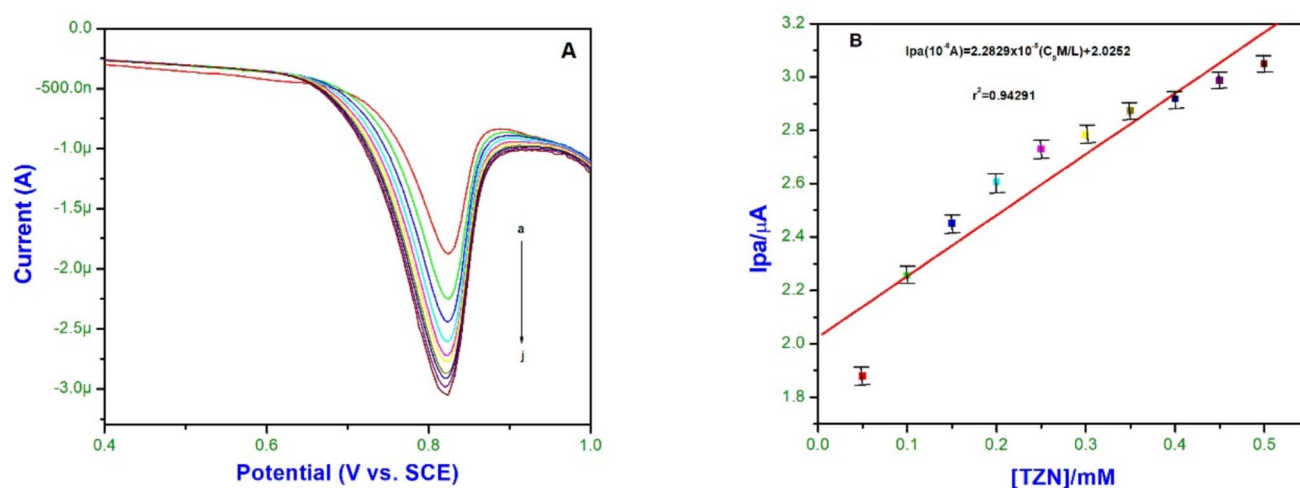 A
0.0
-500.0n
-1.0μ
-1.5μ
-2.0μ
-2.5μ
-3.0μ
Current (A)
a
j
0.4
0.6
0.8
1.0
Potential (V vs. SCE)
B
Ipa(10⁻⁶A)=2.2829x10⁻⁶(C₀M/L)+2.0252
r²=0.94291
3.2
3.0
2.8
2.6
2.4
2.2
2.0
1.8
Ipa/μA
0.0
0.1
0.2
0.3
0.4
0.5
[TZN]/mM